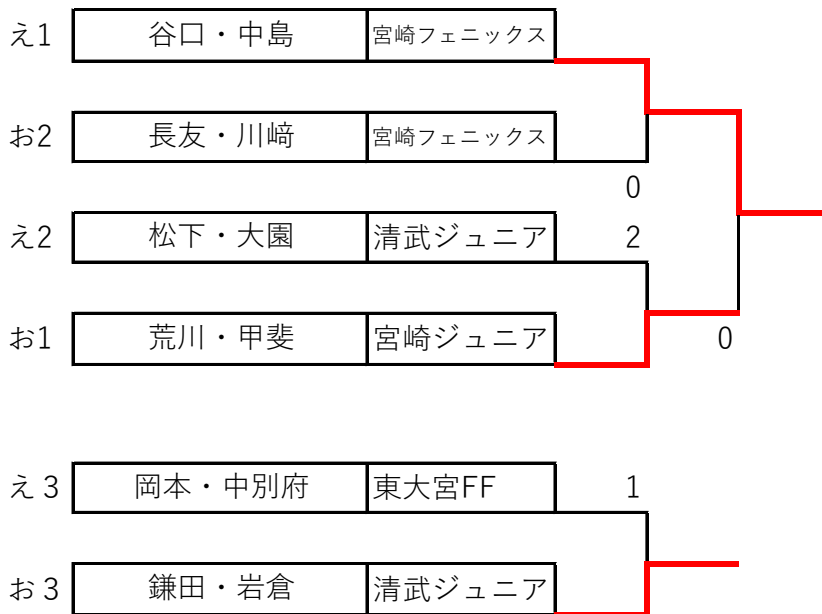 え1 谷口・中島 宮崎フェニックス
お2 長友・川﨑 宮崎フェニックス
0
え2 松下・大園 清武ジュニア 2
お1 荒川・甲斐 宮崎ジュニア 0
え３ 岡本・中別府 東大宮FF 1
お３ 鎌田・岩倉 清武ジュニア